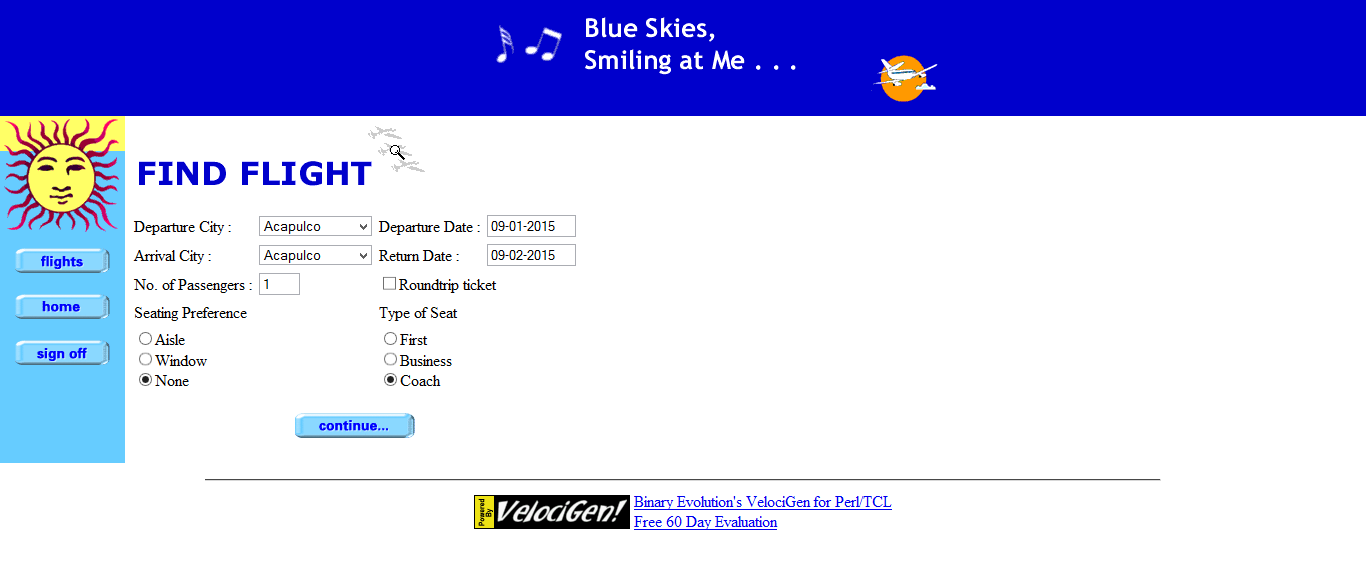 Blue Skies,
Smiling at Me . . .
FIND FLIGHT
flights
home
sign off
Departure City : Acapulco Departure Date : 09-01-2015
Arrival City : Acapulco Return Date : 09-02-2015
No. of Passengers : 1 Roundtrip ticket
Seating Preference Type of Seat
Aisle First
Window Business
None Coach
continue...
Powered By VelociGen!
Binary Evolution's VelociGen for Perl/TCL
Free 60 Day Evaluation